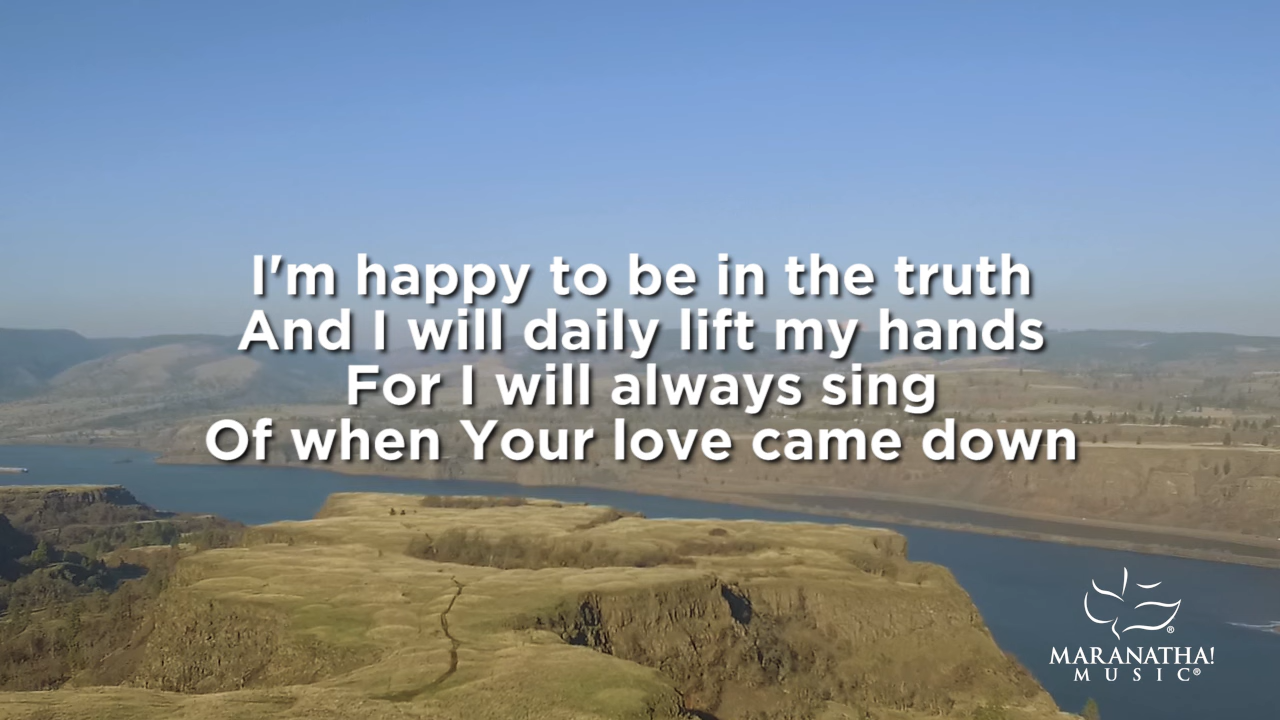 I'm happy to be in the truth
And I will daily lift my hands
For I will always sing
Of when Your love came down
MARANATHA!
MUSIC®